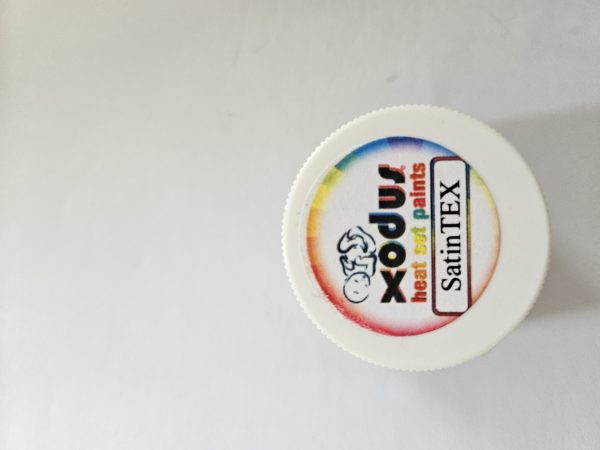 xodus
heat set paints
SatinTEX